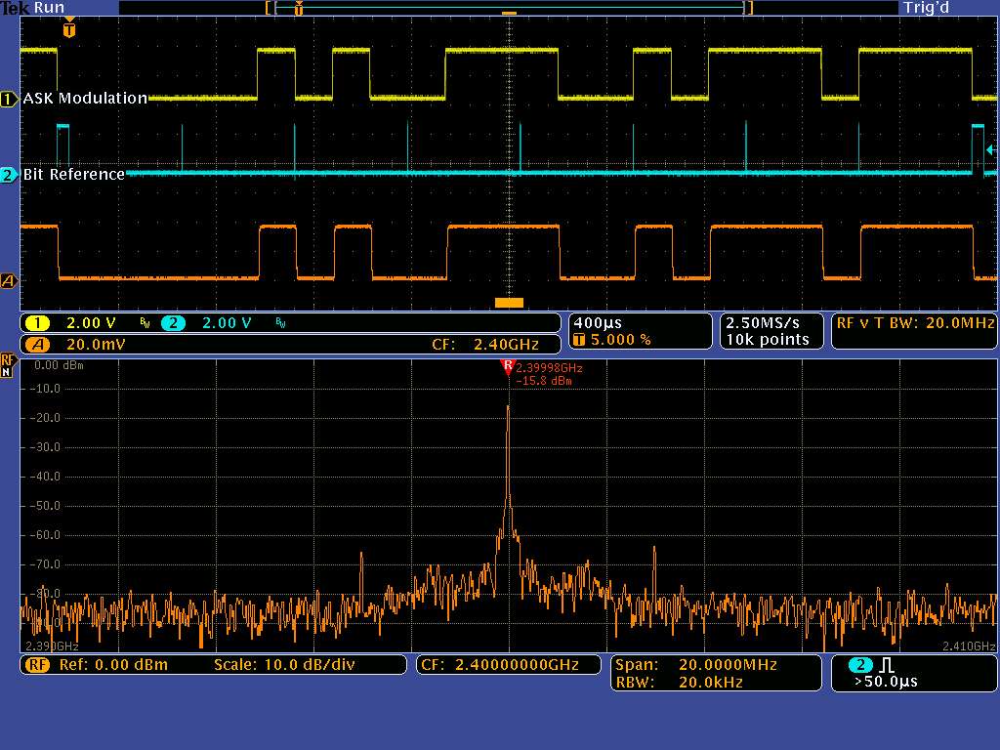 Tek Run Trig'd
[ T ]
T
1 ASK Modulation
2 Bit Reference
A
1 2.00 V BW 2 2.00 V BW
A 20.0mV CF: 2.40GHz
400µs
T 5.000 %
2.50MS/s
10k points
RF v T BW: 20.0MHz
RF
N
0.00 dBm
R 2.39998GHz
-15.8 dBm
-10.0
-20.0
-30.0
-40.0
-50.0
-60.0
-70.0
-80.0
-90.0
2.390GHz 2.410GHz
RF Ref: 0.00 dBm Scale: 10.0 dB/div
CF: 2.40000000GHz
Span: 20.0000MHz
RBW: 20.0kHz
2
>50.0µs